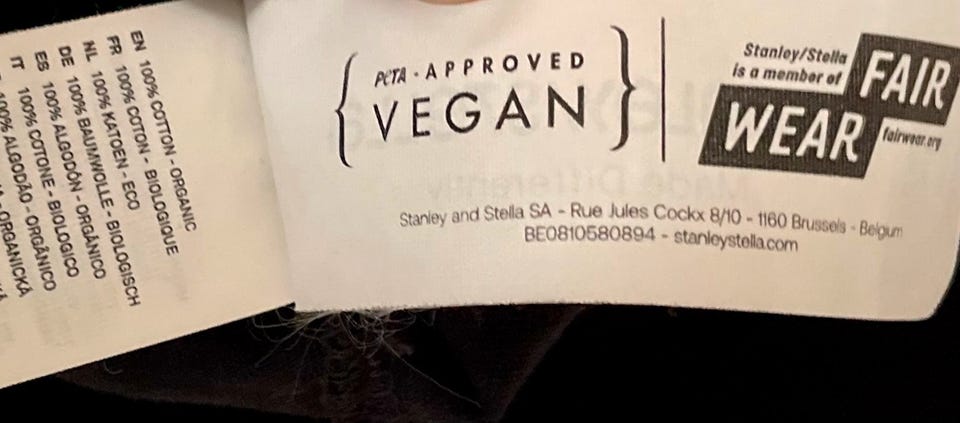 EN 100% COTTON - ORGANIC
FR 100% COTON - BIOLOGIQUE
NL 100% KATOEN - ECO
DE 100% BAUMWOLLE - BIOLOGISCH
ES 100% ALGODÓN - ORGÁNICO
IT 100% COTONE - BIOLOGICO
100% ALGODÃO - ORGÂNICO
ORGANICKÁ
PETA - APPROVED
VEGAN
Stanley/Stella
is a member of
FAIR
WEAR
fairwear.org
Stanley and Stella SA - Rue Jules Cockx 8/10 - 1160 Brussels - Belgium
BE0810580894 - stanleystella.com